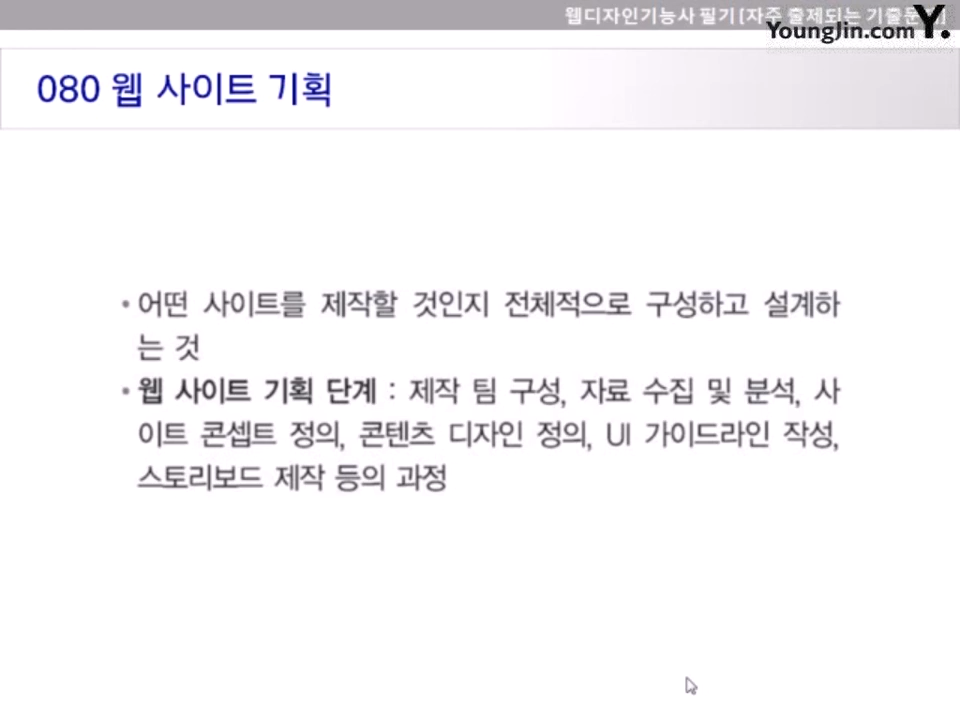 웹디자인기능사 필기 [자주 출제되는 기출문제]
YoungJin.com Y.
080 웹 사이트 기획
• 어떤 사이트를 제작할 것인지 전체적으로 구성하고 설계하
는 것
• 웹 사이트 기획 단계 : 제작 팀 구성, 자료 수집 및 분석, 사
이트 콘셉트 정의, 콘텐츠 디자인 정의, UI 가이드라인 작성,
스토리보드 제작 등의 과정